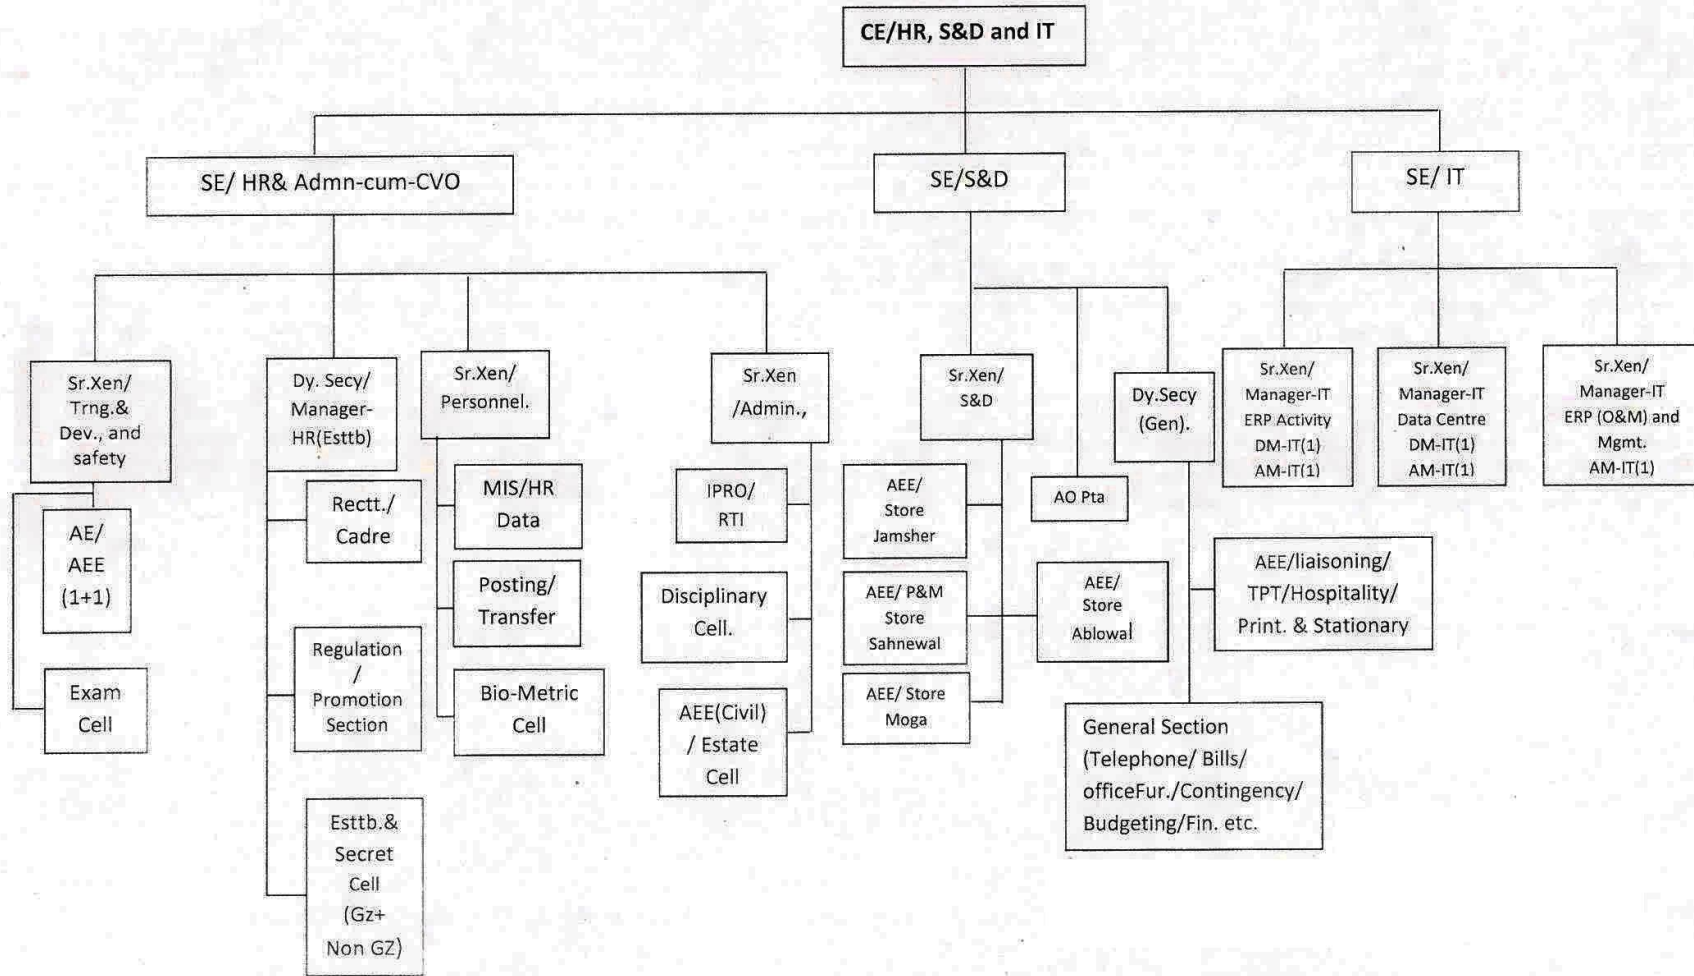 CE/HR, S&D and IT
SE/ HR& Admn-cum-CVO
SE/S&D
SE/ IT
Sr.Xen/
Trng.&
Dev., and
safety
Dy. Secy/
Manager-
HR(Esttb)
Sr.Xen/
Personnel.
Sr.Xen
/Admin.,
Sr.Xen/
S&D
Dy.Secy
(Gen).
Sr.Xen/
Manager-IT
ERP Activity
DM-IT(1)
AM-IT(1)
Sr.Xen/
Manager-IT
Data Centre
DM-IT(1)
AM-IT(1)
Sr.Xen/
Manager-IT
ERP (O&M) and
Mgmt.
AM-IT(1)
AE/
AEE
(1+1)
Exam
Cell
Rectt./
Cadre
Regulation
/
Promotion
Section
Esttb.&
Secret
Cell
(Gz+
Non GZ)
MIS/HR
Data
Posting/
Transfer
Bio-Metric
Cell
IPRO/
RTI
Disciplinary
Cell.
AEE(Civil)
/ Estate
Cell
AEE/
Store
Jamsher
AEE/ P&M
Store
Sahnewal
AEE/ Store
Moga
AO Pta
AEE/
Store
Ablowal
AEE/liaisoning/
TPT/Hospitality/
Print. & Stationary
General Section
(Telephone/ Bills/
officeFur./Contingency/
Budgeting/Fin. etc.